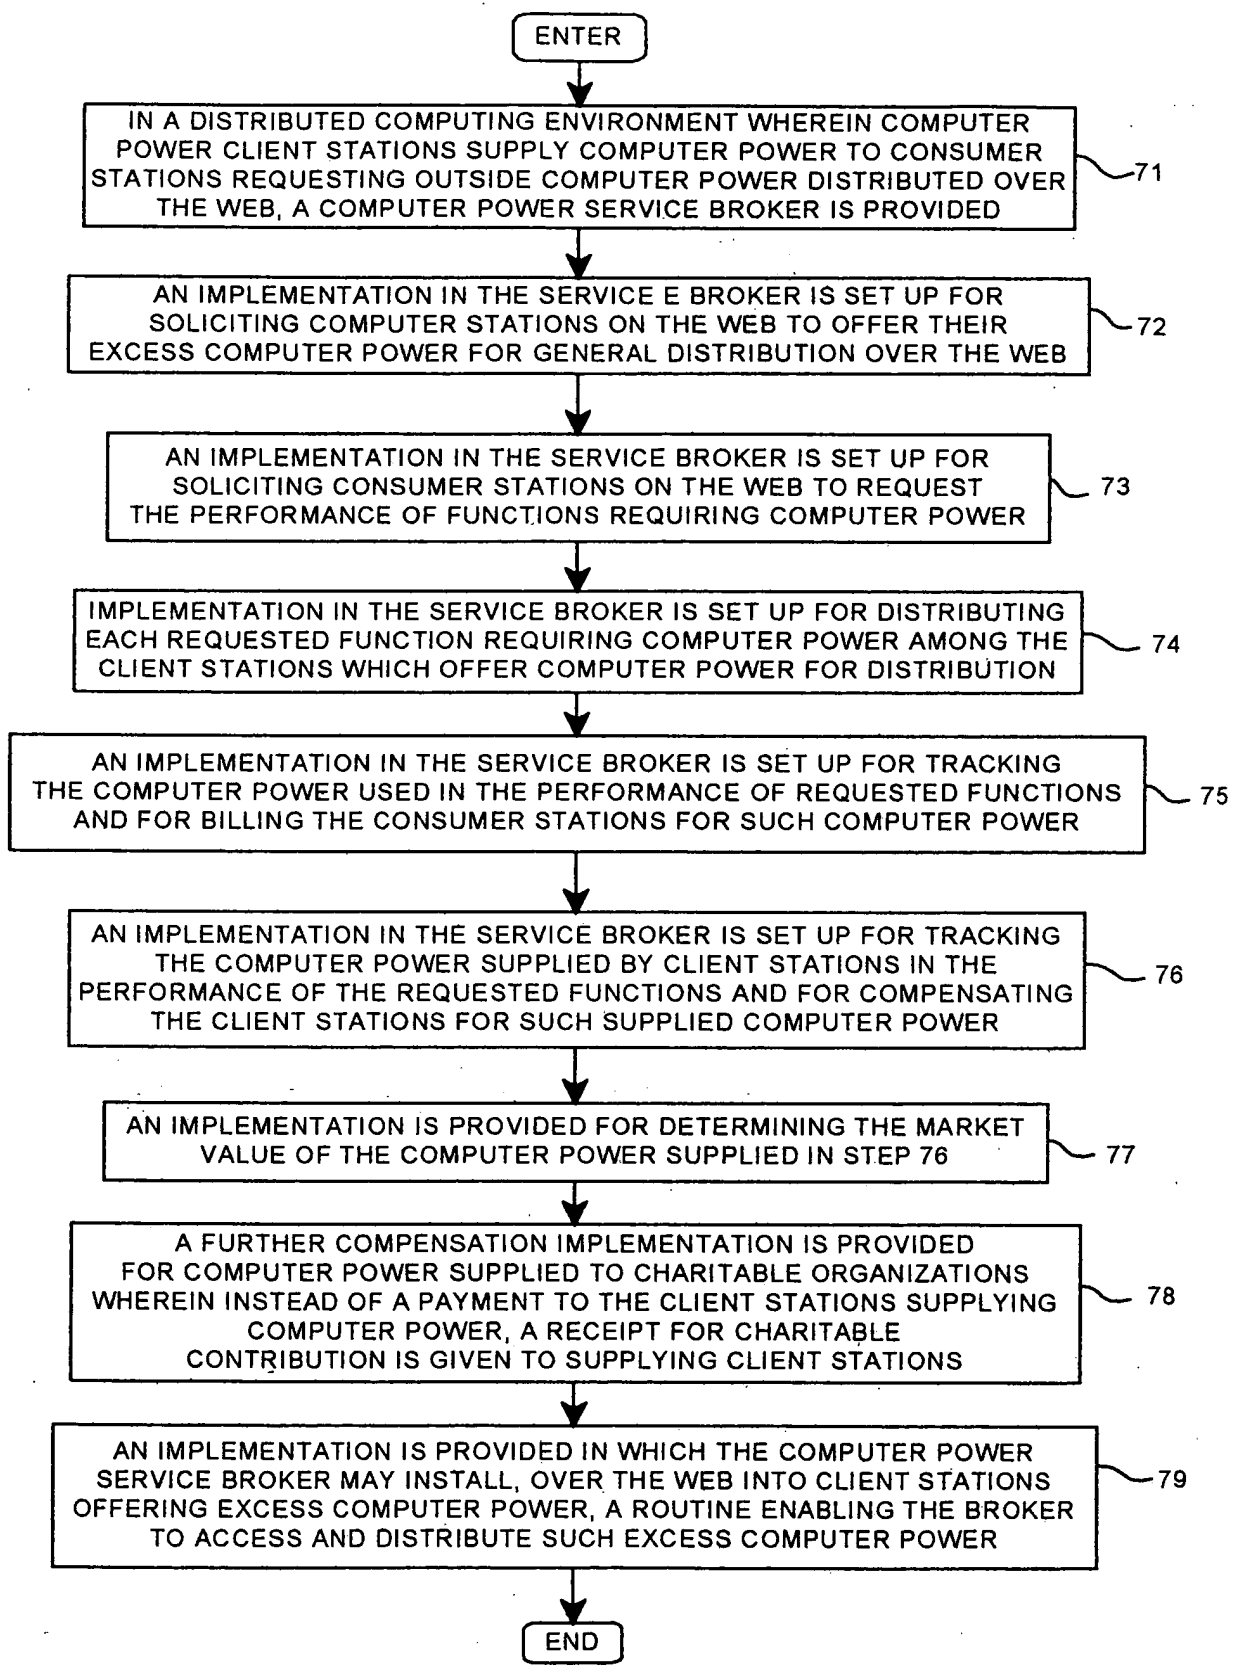 ENTER
IN A DISTRIBUTED COMPUTING ENVIRONMENT WHEREIN COMPUTER
POWER CLIENT STATIONS SUPPLY COMPUTER POWER TO CONSUMER
STATIONS REQUESTING OUTSIDE COMPUTER POWER DISTRIBUTED OVER
THE WEB, A COMPUTER POWER SERVICE BROKER IS PROVIDED
71
AN IMPLEMENTATION IN THE SERVICE E BROKER IS SET UP FOR
SOLICITING COMPUTER STATIONS ON THE WEB TO OFFER THEIR
EXCESS COMPUTER POWER FOR GENERAL DISTRIBUTION OVER THE WEB
72
AN IMPLEMENTATION IN THE SERVICE BROKER IS SET UP FOR
SOLICITING CONSUMER STATIONS ON THE WEB TO REQUEST
THE PERFORMANCE OF FUNCTIONS REQUIRING COMPUTER POWER
73
IMPLEMENTATION IN THE SERVICE BROKER IS SET UP FOR DISTRIBUTING
EACH REQUESTED FUNCTION REQUIRING COMPUTER POWER AMONG THE
CLIENT STATIONS WHICH OFFER COMPUTER POWER FOR DISTRIBUTION
74
AN IMPLEMENTATION IN THE SERVICE BROKER IS SET UP FOR TRACKING
THE COMPUTER POWER USED IN THE PERFORMANCE OF REQUESTED FUNCTIONS
AND FOR BILLING THE CONSUMER STATIONS FOR SUCH COMPUTER POWER
75
AN IMPLEMENTATION IN THE SERVICE BROKER IS SET UP FOR TRACKING
THE COMPUTER POWER SUPPLIED BY CLIENT STATIONS IN THE
PERFORMANCE OF THE REQUESTED FUNCTIONS AND FOR COMPENSATING
THE CLIENT STATIONS FOR SUCH SUPPLIED COMPUTER POWER
76
AN IMPLEMENTATION IS PROVIDED FOR DETERMINING THE MARKET
VALUE OF THE COMPUTER POWER SUPPLIED IN STEP 76
77
A FURTHER COMPENSATION IMPLEMENTATION IS PROVIDED
FOR COMPUTER POWER SUPPLIED TO CHARITABLE ORGANIZATIONS
WHEREIN INSTEAD OF A PAYMENT TO THE CLIENT STATIONS SUPPLYING
COMPUTER POWER, A RECEIPT FOR CHARITABLE
CONTRIBUTION IS GIVEN TO SUPPLYING CLIENT STATIONS
78
AN IMPLEMENTATION IS PROVIDED IN WHICH THE COMPUTER POWER
SERVICE BROKER MAY INSTALL, OVER THE WEB INTO CLIENT STATIONS
OFFERING EXCESS COMPUTER POWER, A ROUTINE ENABLING THE BROKER
TO ACCESS AND DISTRIBUTE SUCH EXCESS COMPUTER POWER
79
END